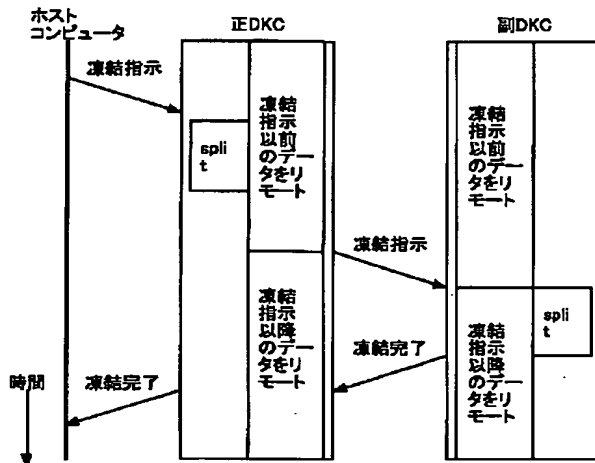 ホスト
コンピュータ
正DKC
副DKC
凍結指示
spli
t
凍結
指示
以前
のデー
タをリ
モート
凍結
指示
以前
のデー
タをリ
モート
凍結指示
凍結
指示
以降
のデー
タをリ
モート
凍結
指示
以降
のデー
タをリ
モート
spli
t
凍結完了
凍結完了
時間